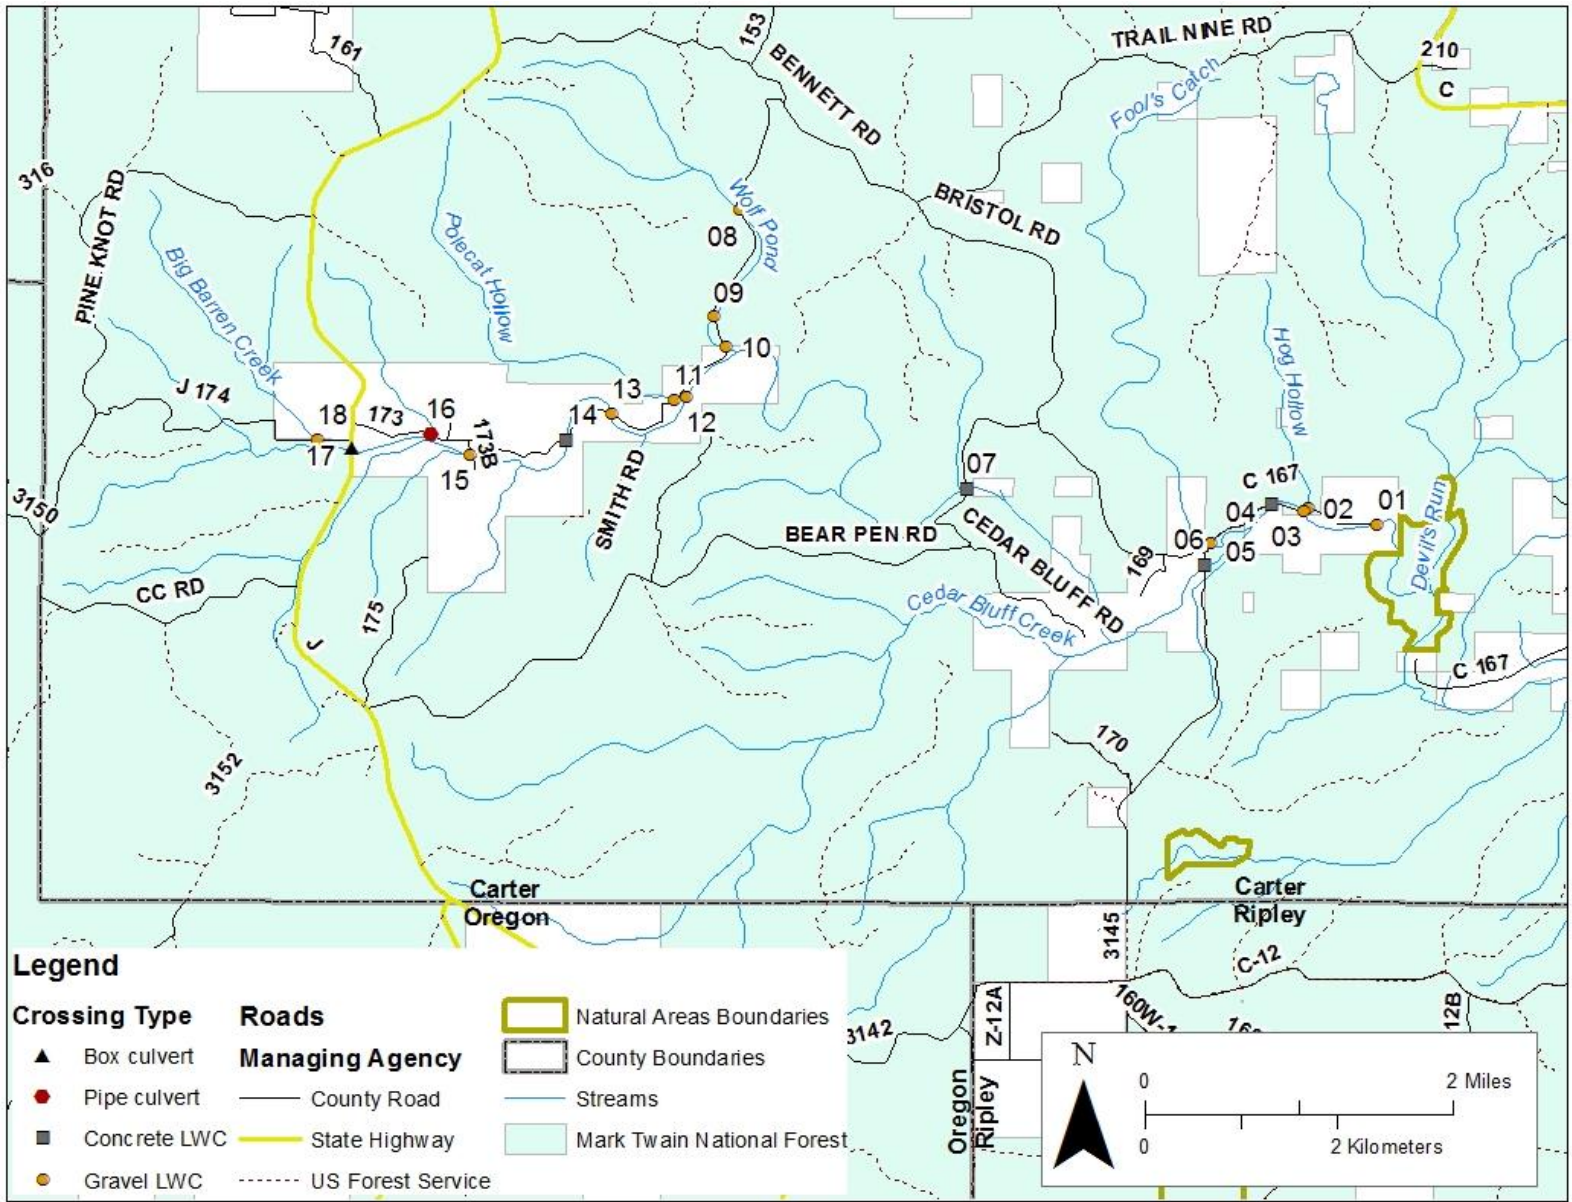 153
TRAIL NINE RD
161
210
BENNETT RD
C
Fool's Catch
316
PINE KNOT RD
Wolf Pond
BRISTOL RD
Polecat Hollow
08
Big Barren Creek
09
Hog Hollow
10
J 174
13
11
18
173
16
14
12
17
173B
15
07
C 167
3150
SMITH RD
04
02
01
BEAR PEN RD
CEDAR BLUFF RD
06
03
05
169
Devil's Run
CC RD
175
Cedar Bluff Creek
J
C 167
3152
170
Carter
Oregon
Carter
Ripley
3145
C-12
Z-12A
160W-1
12B
3142
Oregon
Ripley
Legend
Crossing Type
Box culvert
Pipe culvert
Concrete LWC
Gravel LWC
Roads
Managing Agency
County Road
State Highway
US Forest Service
Natural Areas Boundaries
County Boundaries
Streams
Mark Twain National Forest
N
0 2 Miles
0 2 Kilometers